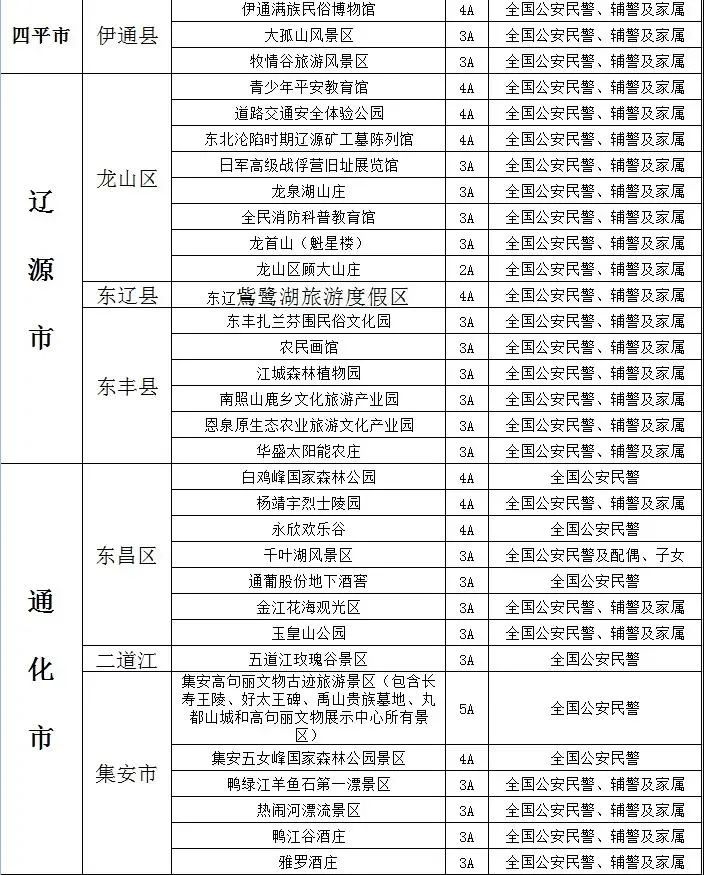 四平市
伊通县
伊通满族民俗博物馆 4A 全国公安民警、辅警及家属
大孤山风景区 3A 全国公安民警、辅警及家属
牧情谷旅游风景区 3A 全国公安民警、辅警及家属
辽源市
龙山区
青少年平安教育馆 4A 全国公安民警、辅警及家属
道路交通安全体验公园 4A 全国公安民警、辅警及家属
东北沦陷时期辽源矿工墓陈列馆 4A 全国公安民警、辅警及家属
日军高级战俘营旧址展览馆 3A 全国公安民警、辅警及家属
龙泉湖山庄 3A 全国公安民警、辅警及家属
全民消防科普教育馆 3A 全国公安民警、辅警及家属
龙首山（魁星楼） 3A 全国公安民警、辅警及家属
龙山区顾大山庄 2A 全国公安民警、辅警及家属
东辽县
东辽鴜鹭湖旅游度假区 4A 全国公安民警、辅警及家属
东丰县
东丰扎兰芬围民俗文化园 3A 全国公安民警、辅警及家属
农民画馆 3A 全国公安民警、辅警及家属
江城森林植物园 3A 全国公安民警、辅警及家属
南照山鹿乡文化旅游产业园 3A 全国公安民警、辅警及家属
恩泉原生态农业旅游文化产业园 3A 全国公安民警、辅警及家属
华盛太阳能农庄 3A 全国公安民警、辅警及家属
通化市
东昌区
白鸡峰国家森林公园 4A 全国公安民警
杨靖宇烈士陵园 4A 全国公安民警、辅警及家属
永欣欢乐谷 4A 全国公安民警
千叶湖风景区 3A 全国公安民警及配偶、子女
通葡股份地下酒窖 3A 全国公安民警
金江花海观光区 3A 全国公安民警、辅警及家属
玉皇山公园 3A 全国公安民警、辅警及家属
二道江
五道江玫瑰谷景区 3A 全国公安民警
集安市
集安高句丽文物古迹旅游景区（包含长
寿王陵、好太王碑、禹山贵族墓地、丸
都山城和高句丽文物展示中心所有景
区） 5A 全国公安民警
集安五女峰国家森林公园景区 4A 全国公安民警
鸭绿江羊鱼石第一漂景区 3A 全国公安民警、辅警及家属
热闹河漂流景区 3A 全国公安民警、辅警及家属
鸭江谷酒庄 3A 全国公安民警、辅警及家属
雅罗酒庄 3A 全国公安民警、辅警及家属